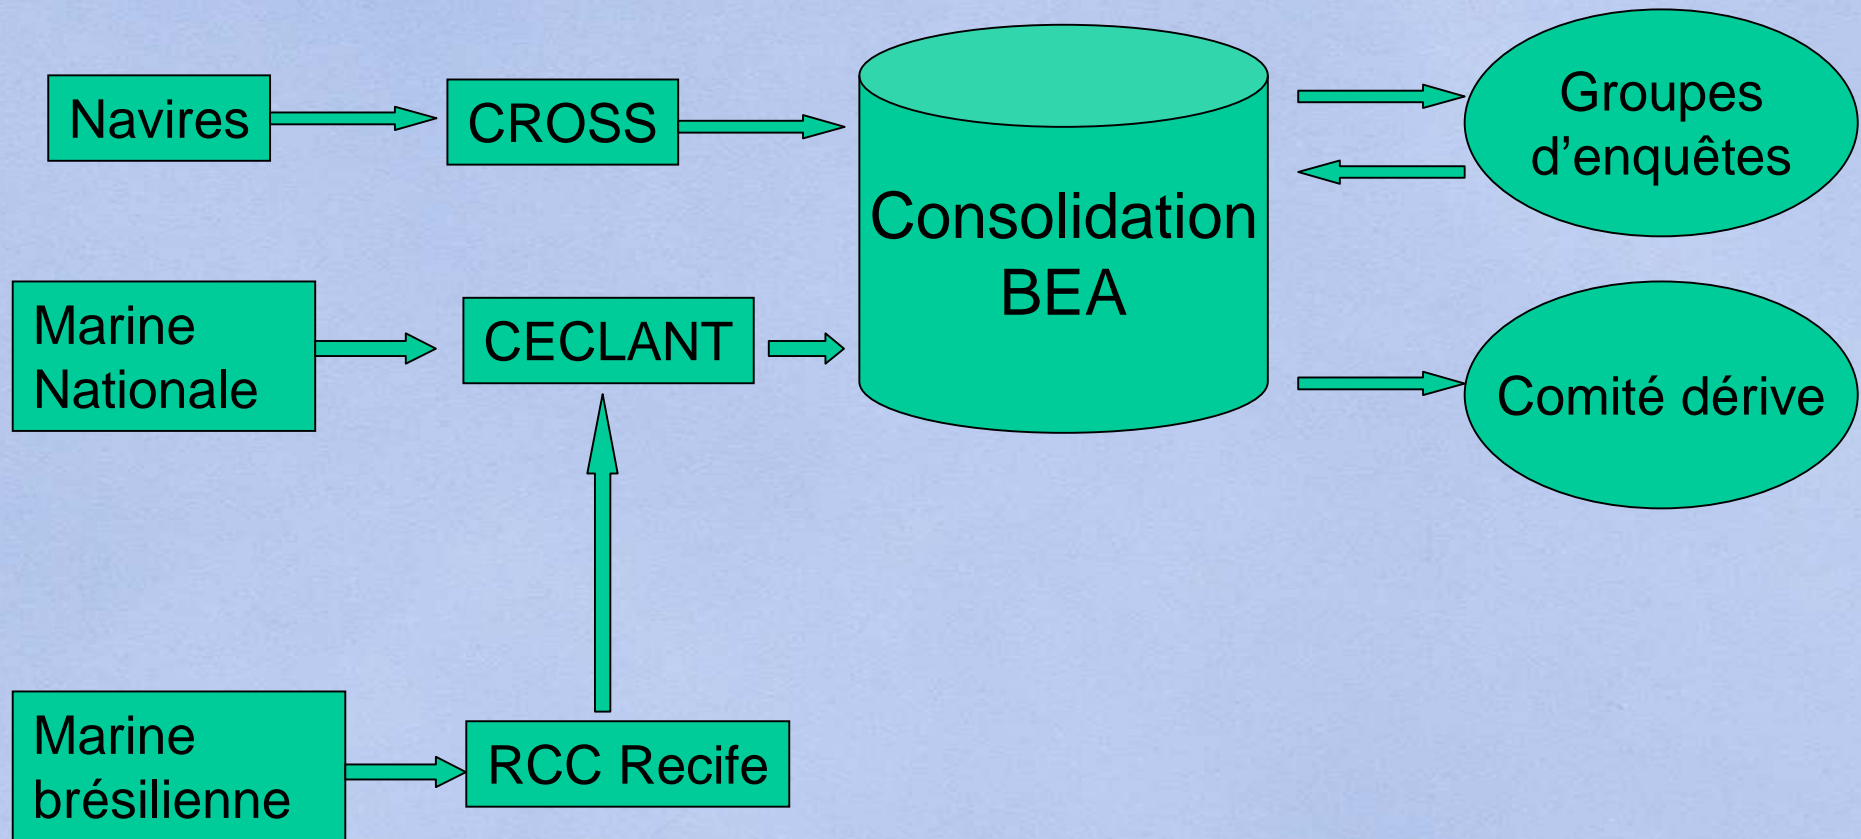 Navires
CROSS
Consolidation
BEA
Groupes
d’enquêtes
Marine
Nationale
CECLANT
Comité dérive
Marine
brésilienne
RCC Recife